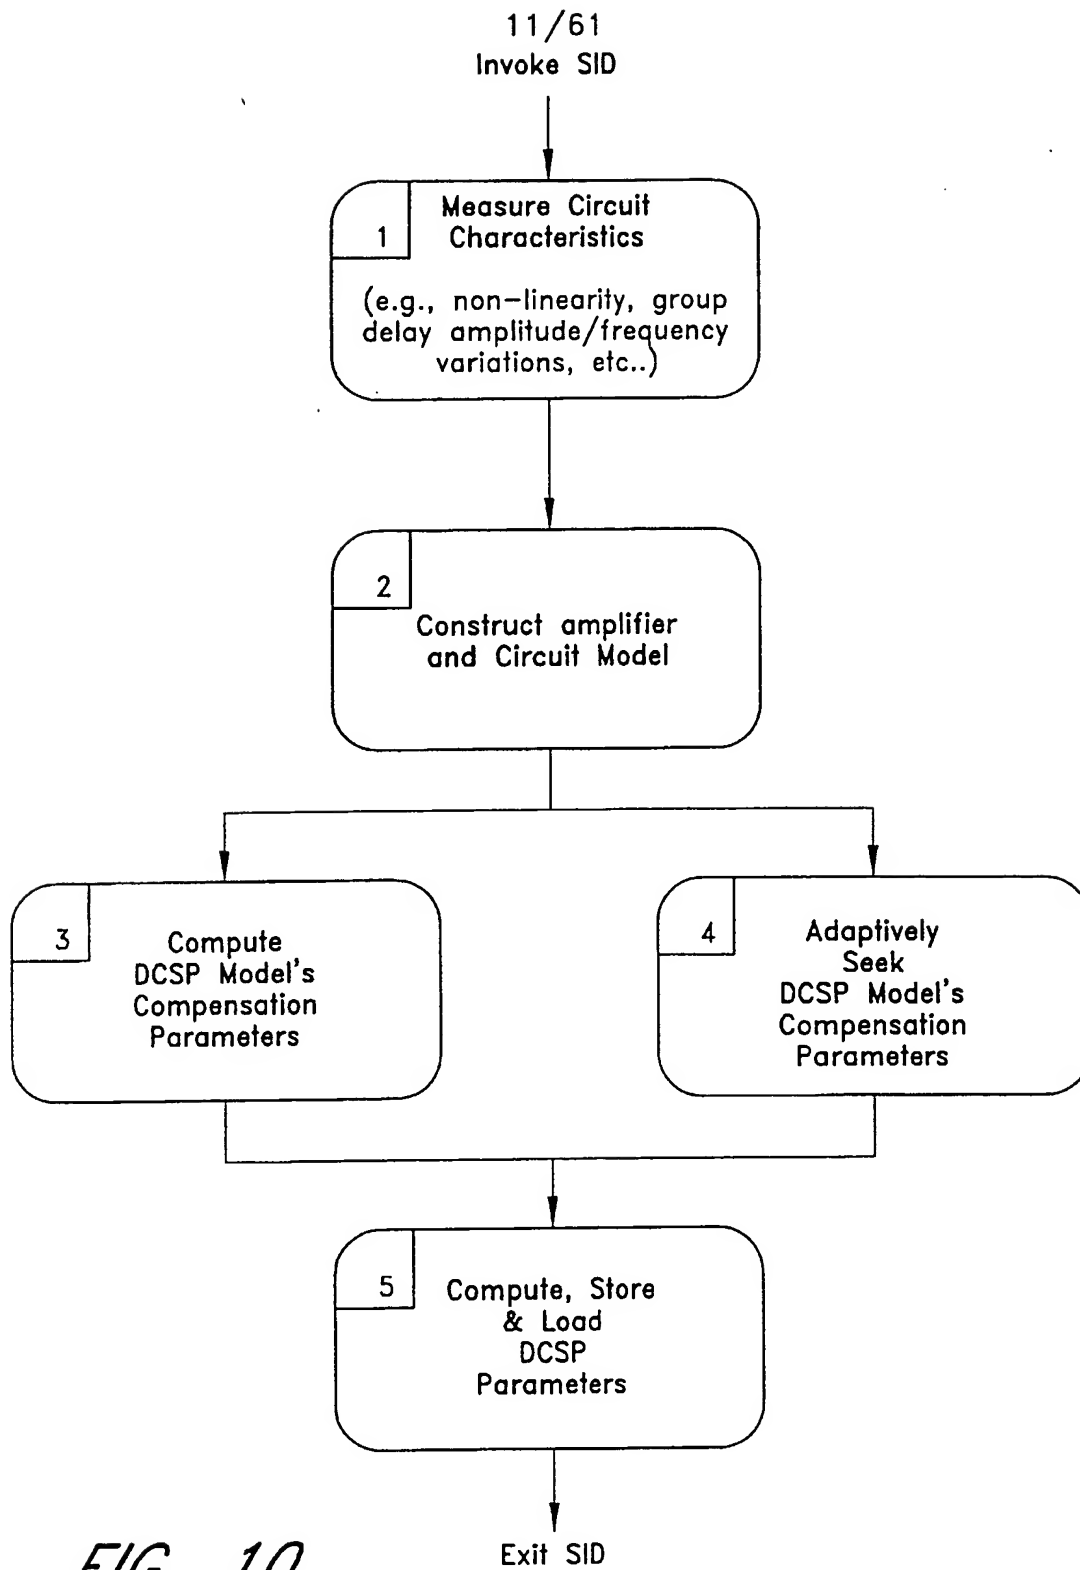 11/61
Invoke SID
1
Measure Circuit
Characteristics
(e.g., non-linearity, group
delay amplitude/frequency
variations, etc..)
2
Construct amplifier
and Circuit Model
3
Compute
DCSP Model's
Compensation
Parameters
4
Adaptively
Seek
DCSP Model's
Compensation
Parameters
5
Compute, Store
& Load
DCSP
Parameters
Exit SID
FIG. 10